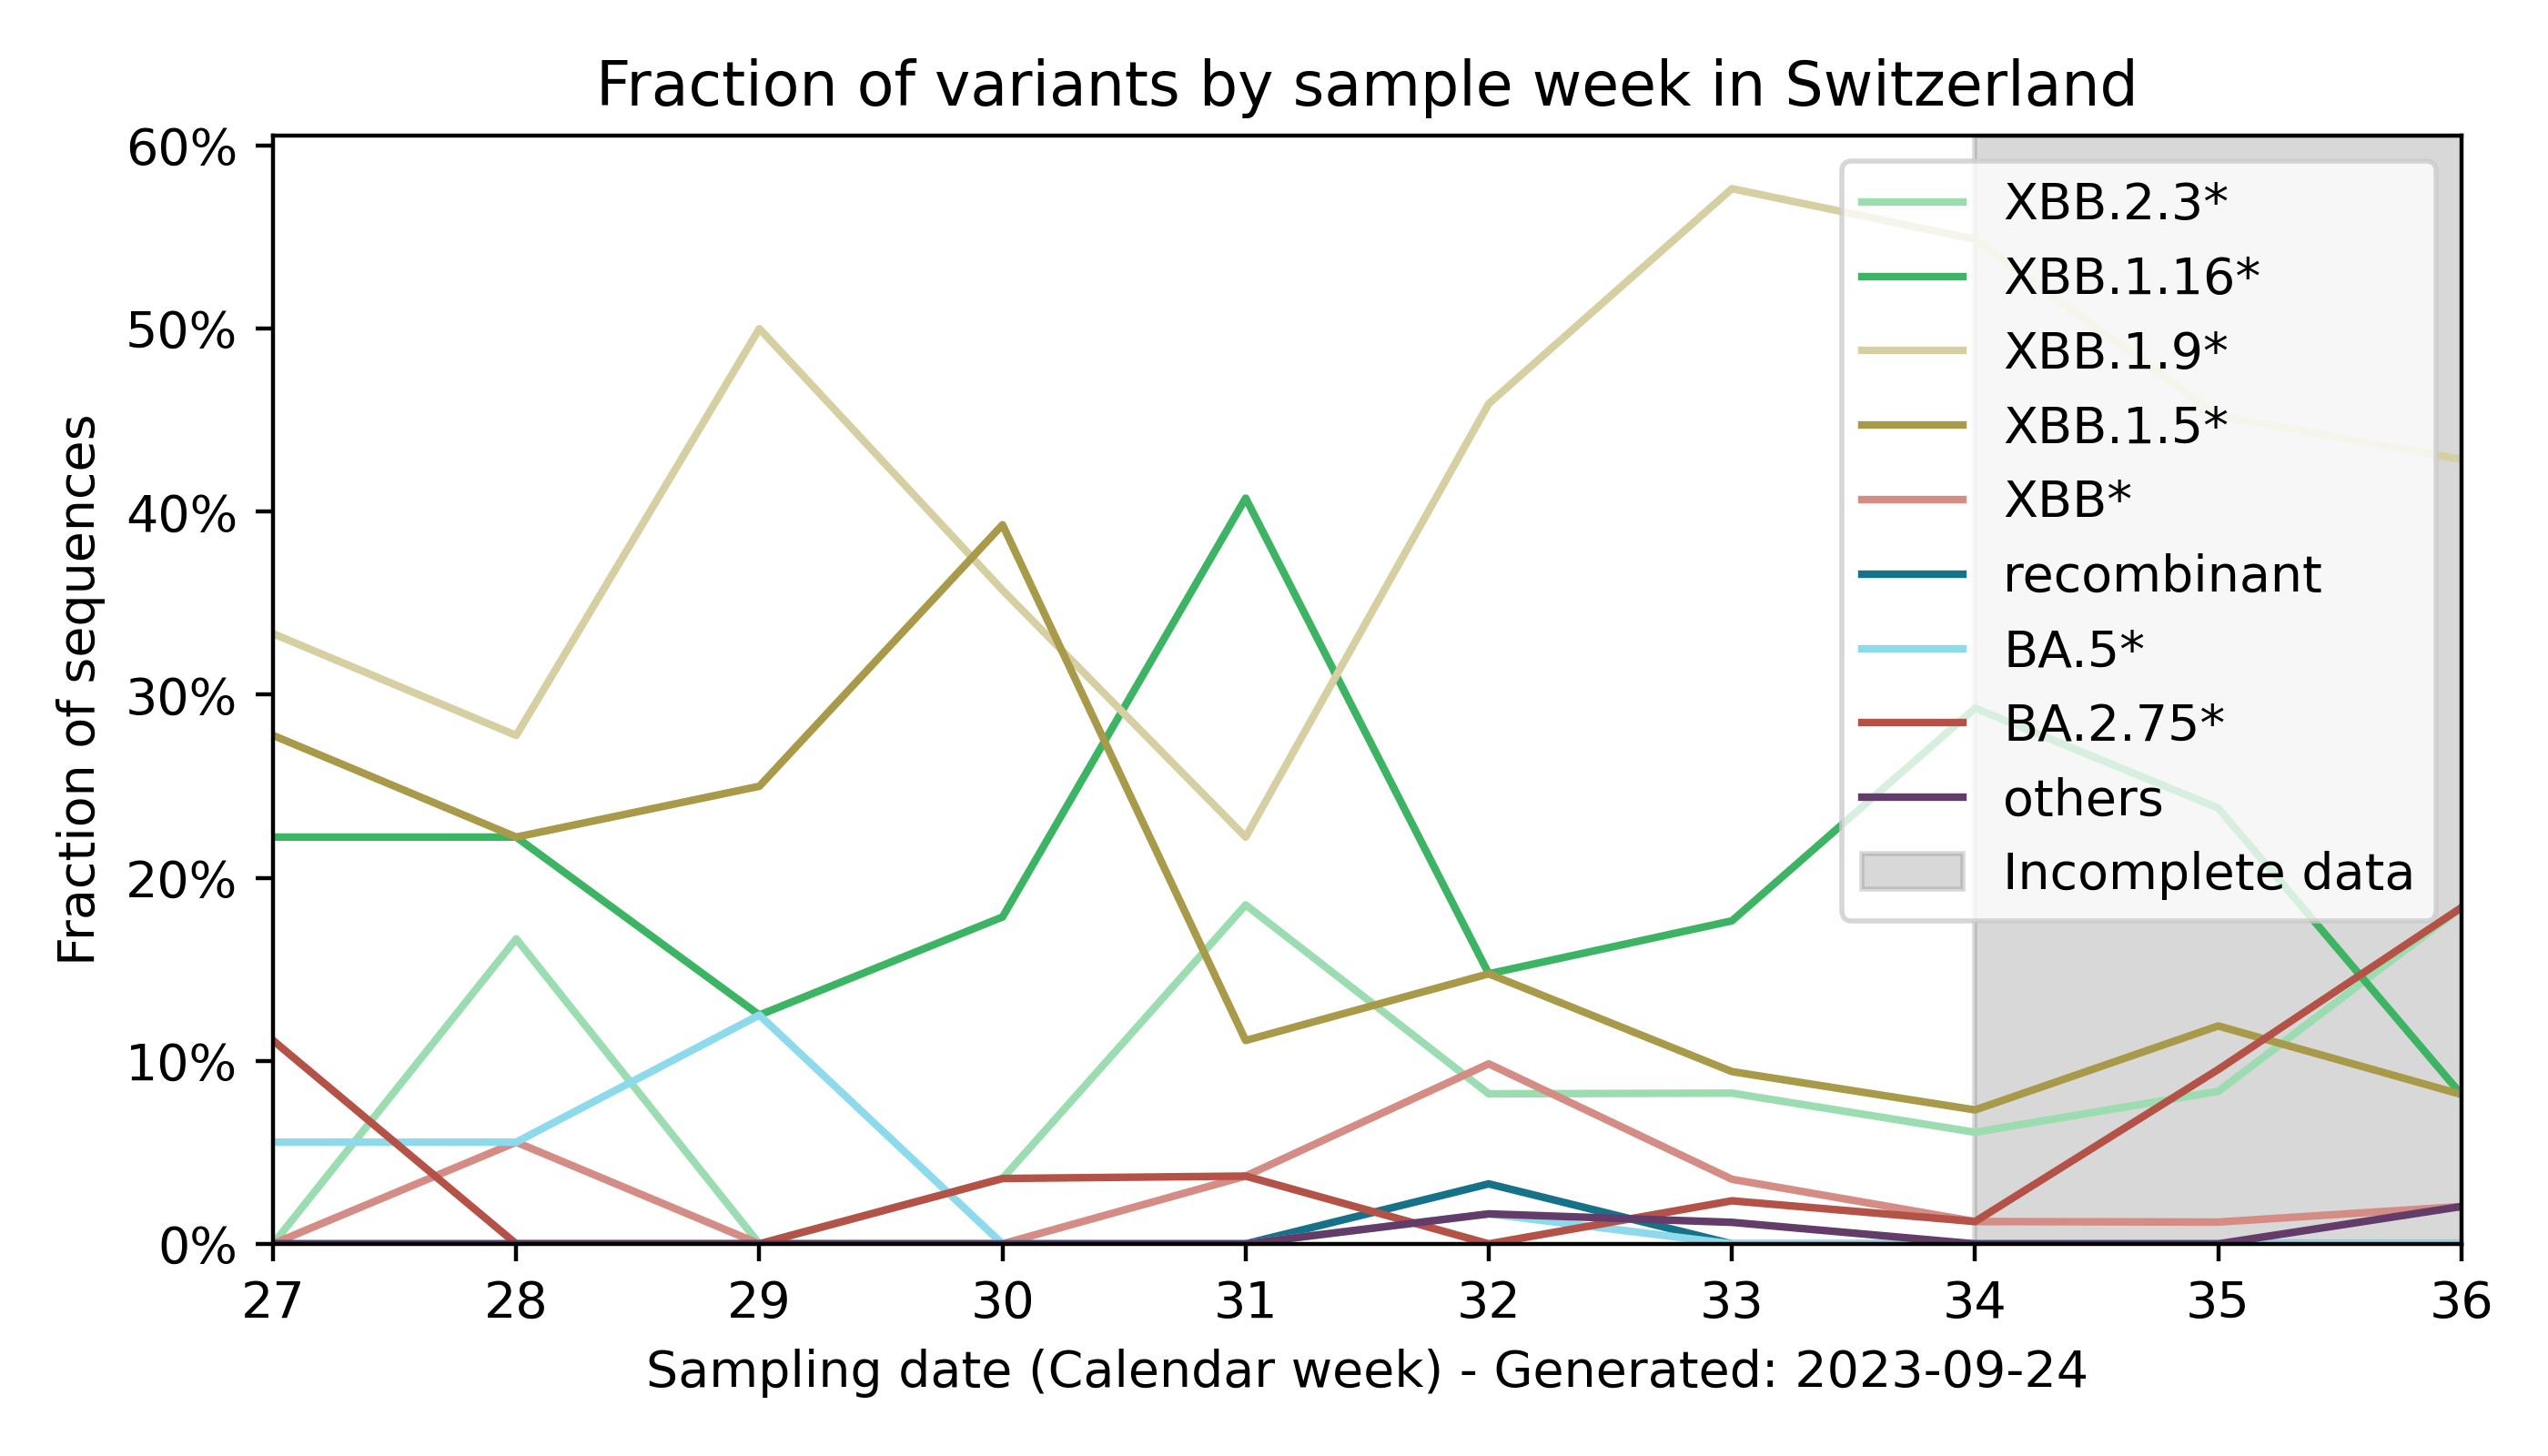 Fraction of variants by sample week in Switzerland
60%
50%
40%
30%
20%
10%
0%
Fraction of sequences
XBB.2.3*
XBB.1.16*
XBB.1.9*
XBB.1.5*
XBB*
recombinant
BA.5*
BA.2.75*
others
Incomplete data
27 28 29 30 31 32 33 34 35 36
Sampling date (Calendar week) - Generated: 2023-09-24